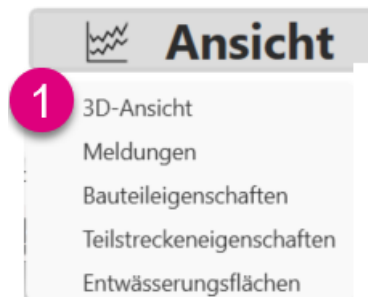 Ansicht
1
3D-Ansicht
Meldungen
Bauteileigenschaften
Teilstreckeneigenschaften
Entwässerungsflächen